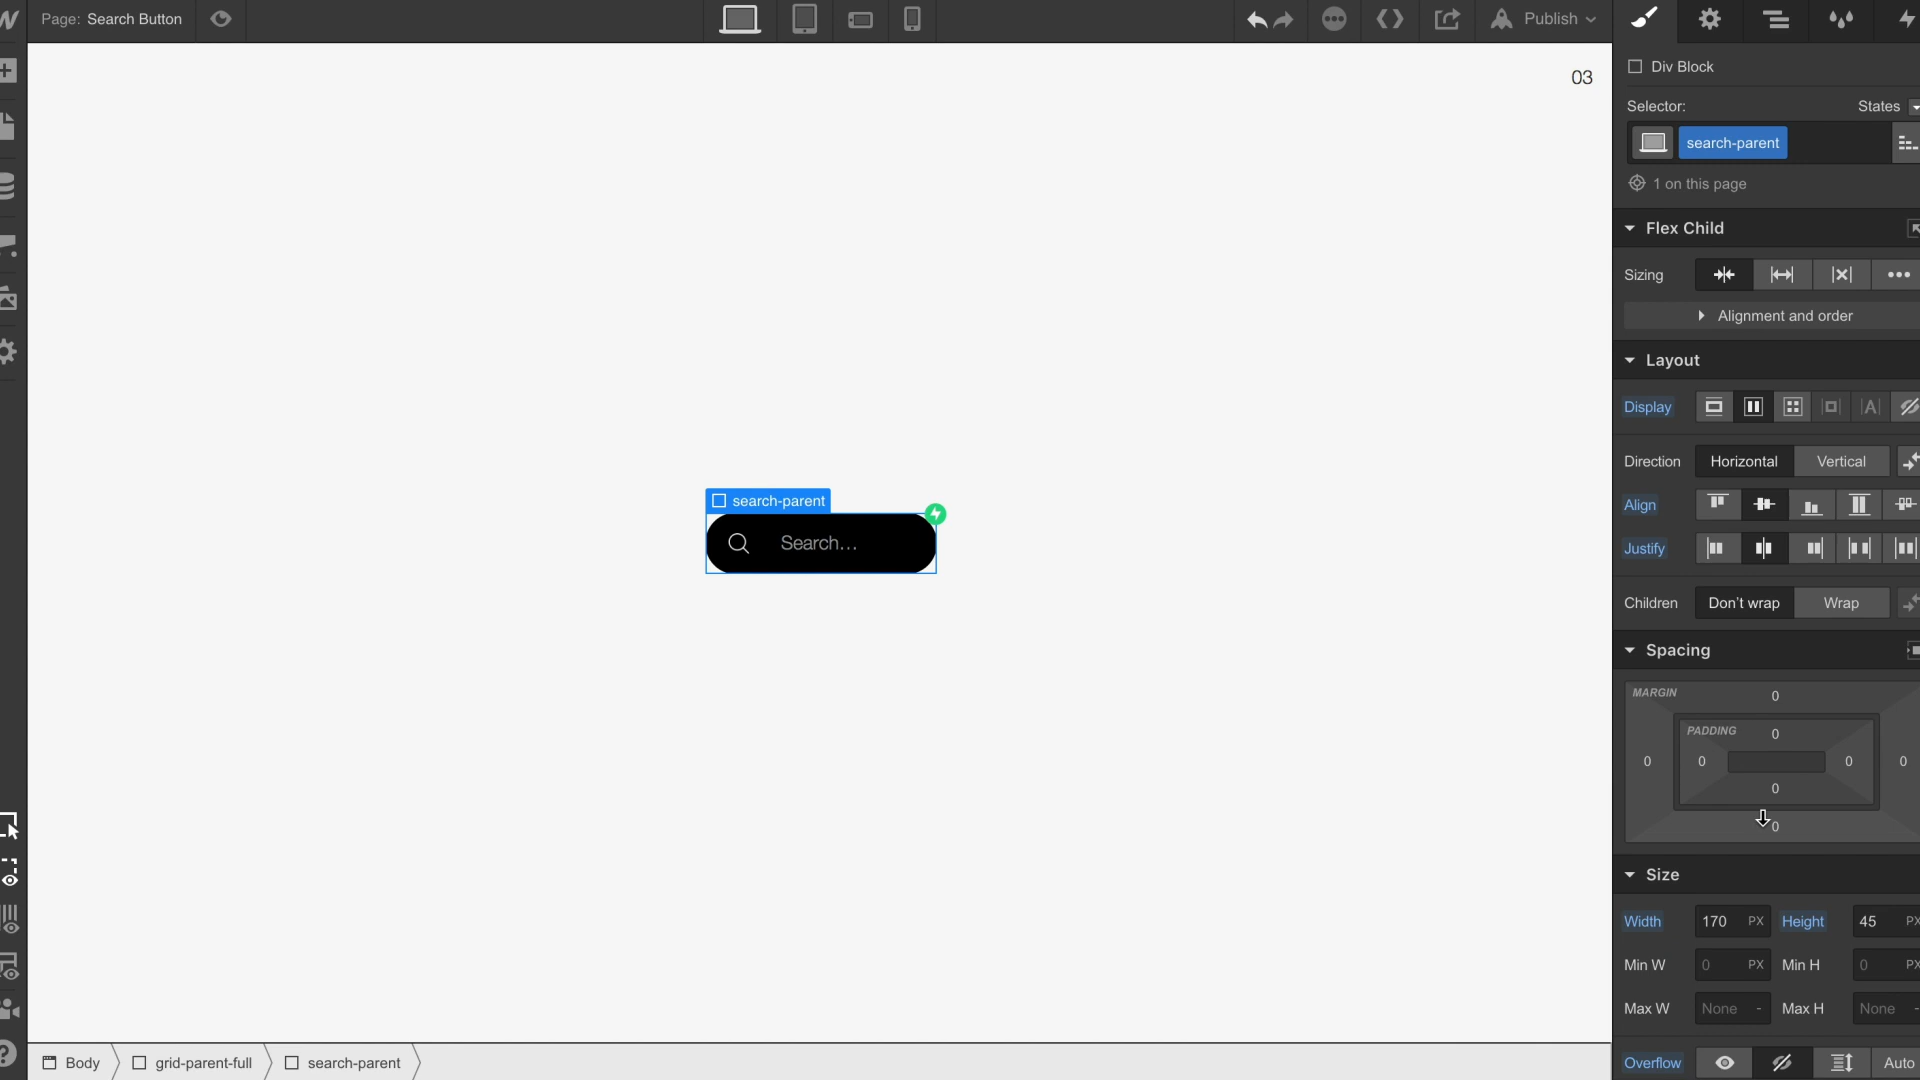 Page: Search Button
Publish
03
Div Block
Selector:
States
search-parent
1 on this page
Flex Child
Sizing
Alignment and order
Layout
Display
Direction
Horizontal
Vertical
Align
Justify
Children
Don't wrap
Wrap
Spacing
MARGIN
0
PADDING
0
0
0
0
0
0
0
Size
Width
170
PX
Height
45
PX
Min W
0
PX
Min H
0
PX
Max W
None
-
Max H
None
-
Overflow
Auto
search-parent
Search...
Body
grid-parent-full
search-parent